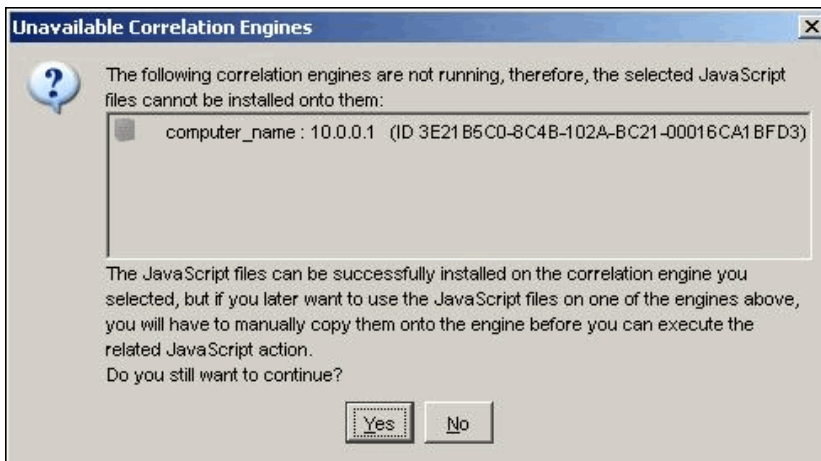 Unavailable Correlation Engines
The following correlation engines are not running, therefore, the selected JavaScript
files cannot be installed onto them:
computer_name : 10.0.0.1 (ID 3E21B5C0-8C4B-102A-BC21-00016CA1BFD3)
The JavaScript files can be successfully installed on the correlation engine you
selected, but if you later want to use the JavaScript files on one of the engines above,
you will have to manually copy them onto the engine before you can execute the
related JavaScript action.
Do you still want to continue?
Yes No